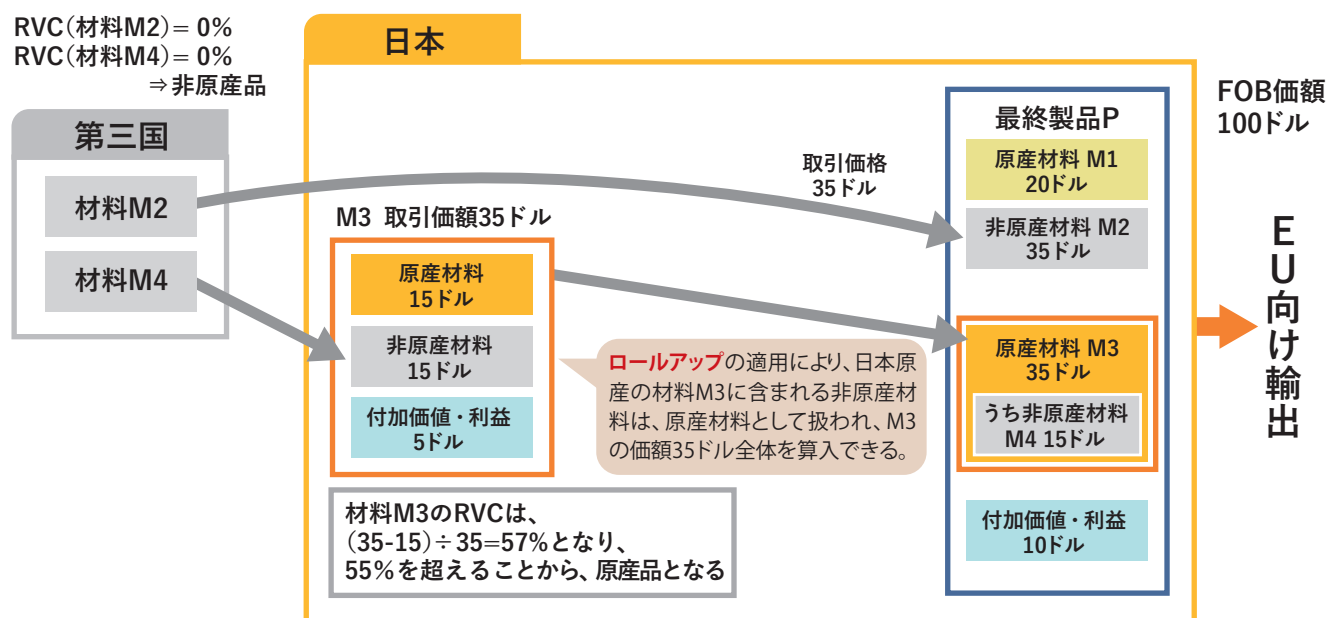 RVC(材料M2)= 0%
RVC(材料M4)= 0%
⇒非原産品
日本
第三国
材料M2
材料M4
取引価格
35ドル
M3 取引価額35ドル
原産材料
15ドル
非原産材料
15ドル
付加価値・利益
5ドル
ロールアップの適用により、日本原
産の材料M3に含まれる非原産材
料は、原産材料として扱われ、M3
の価額35ドル全体を算入できる。
材料M3のRVCは、
(35-15)÷35=57%となり、
55%を超えることから、原産品となる
最終製品P
原産材料 M1
20ドル
非原産材料 M2
35ドル
原産材料 M3
35ドル
うち非原産材料
M4 15ドル
付加価値・利益
10ドル
FOB価額
100ドル
EU向け輸出